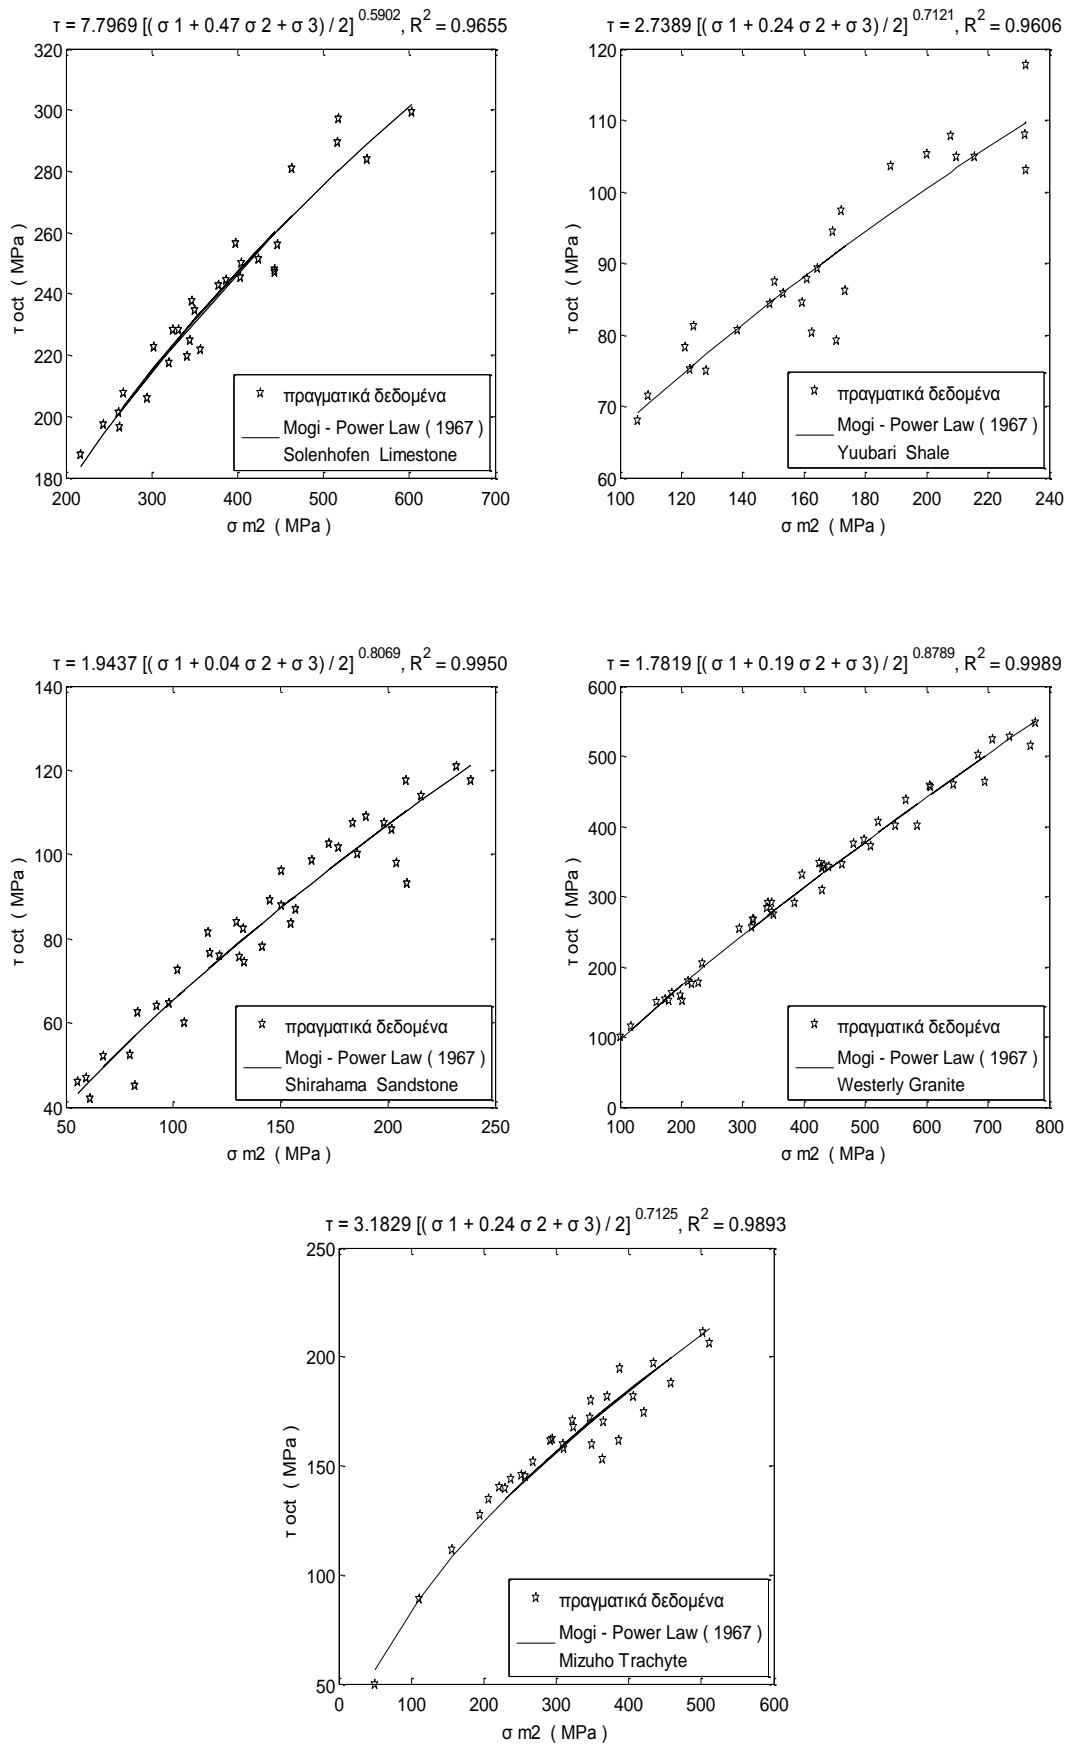 τ = 7.7969 [( σ 1 + 0.47 σ 2 + σ 3) / 2] 0.5902, R2 = 0.9655
320
300
280
260
240
220
200
180
τ oct ( MPa )
200 300 400 500 600 700
σ m2 ( MPa )
πραγματικά δεδομένα
Mogi - Power Law ( 1967 )
Solenhofen Limestone
τ = 2.7389 [( σ 1 + 0.24 σ 2 + σ 3) / 2] 0.7121, R2 = 0.9606
120
110
100
90
80
70
60
τ oct ( MPa )
100 120 140 160 180 200 220 240
σ m2 ( MPa )
πραγματικά δεδομένα
Mogi - Power Law ( 1967 )
Yuubari Shale
τ = 1.9437 [( σ 1 + 0.04 σ 2 + σ 3) / 2] 0.8069, R2 = 0.9950
140
120
100
80
60
40
τ oct ( MPa )
50 100 150 200 250
σ m2 ( MPa )
πραγματικά δεδομένα
Mogi - Power Law ( 1967 )
Shirahama Sandstone
τ = 1.7819 [( σ 1 + 0.19 σ 2 + σ 3) / 2] 0.8789, R2 = 0.9989
600
500
400
300
200
100
0
τ oct ( MPa )
100 200 300 400 500 600 700 800
σ m2 ( MPa )
πραγματικά δεδομένα
Mogi - Power Law ( 1967 )
Westerly Granite
τ = 3.1829 [( σ 1 + 0.24 σ 2 + σ 3) / 2] 0.7125, R2 = 0.9893
250
200
150
100
50
τ oct ( MPa )
0 100 200 300 400 500 600
σ m2 ( MPa )
πραγματικά δεδομένα
Mogi - Power Law ( 1967 )
Mizuho Trachyte